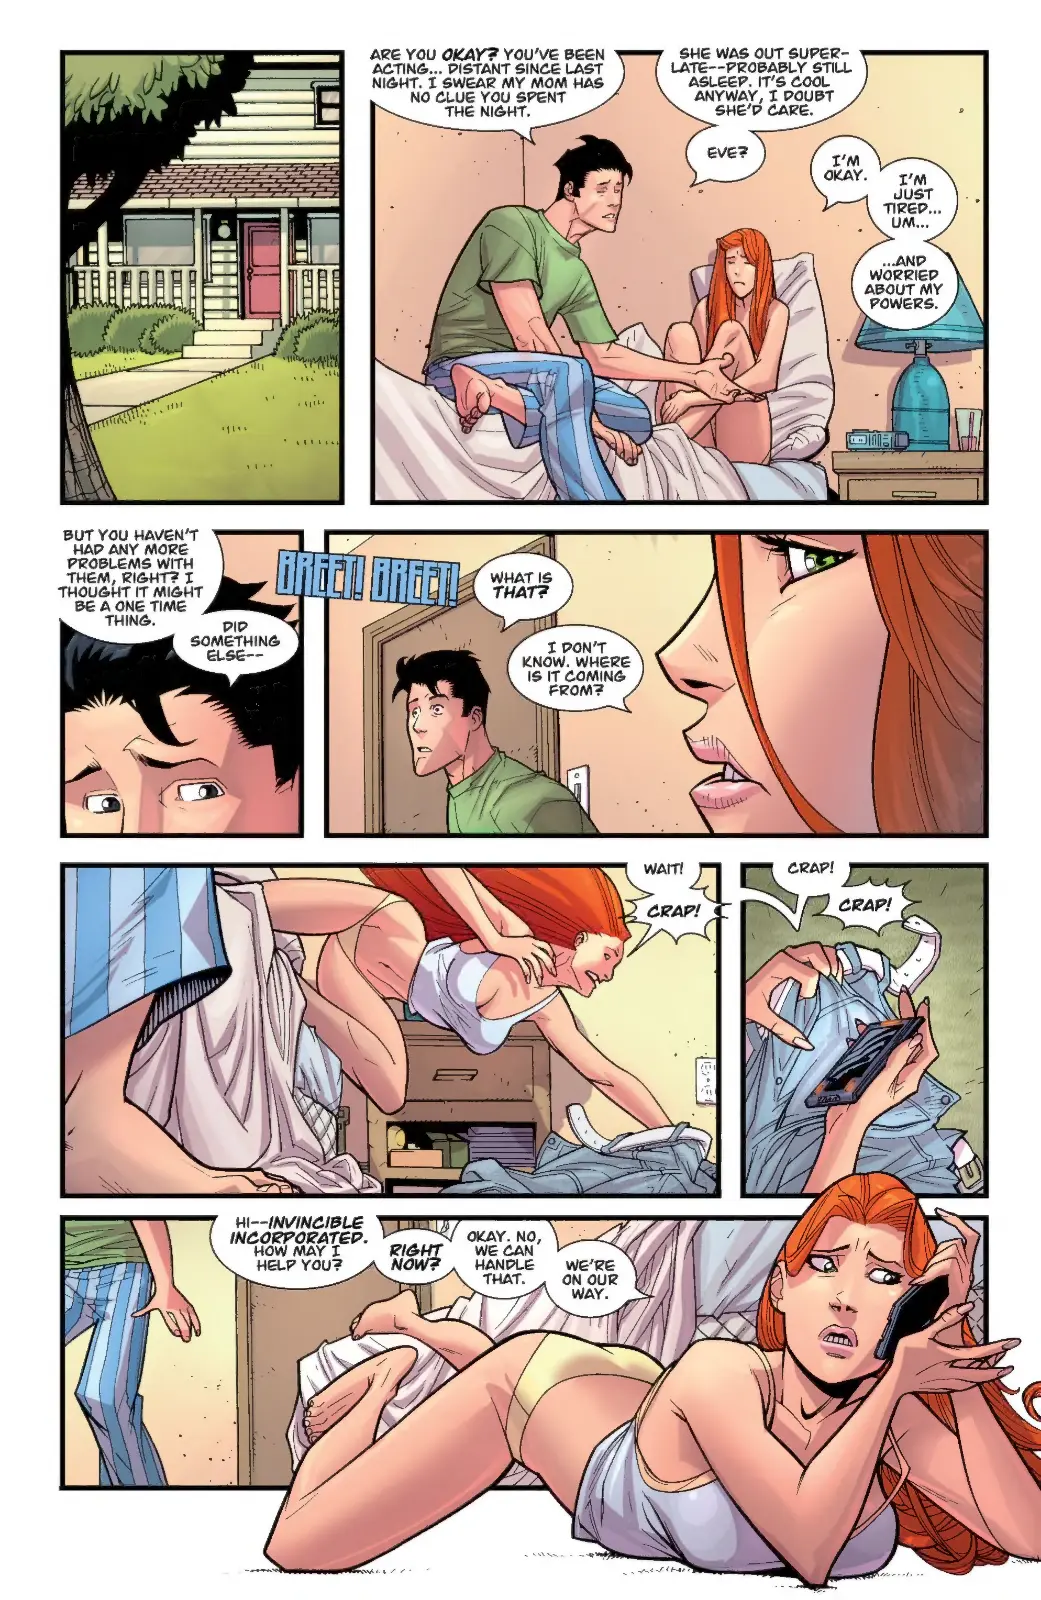 ARE YOU OKAY? YOU'VE BEEN
ACTING... DISTANT SINCE LAST
NIGHT. I SWEAR MY MOM HAS
NO CLUE YOU SPENT
THE NIGHT.
SHE WAS OUT SUPER-
LATE--PROBABLY STILL
ASLEEP. IT'S COOL
ANYWAY, I DOUBT
SHE'D CARE.
EVE?
I'M
OKAY.
I'M
JUST
TIRED...
UM...
...AND
WORRIED
ABOUT MY
POWERS.
BUT YOU HAVEN'T
HAD ANY MORE
PROBLEMS WITH
THEM, RIGHT? I
THOUGHT IT MIGHT
BE A ONE TIME
THING.
DID
SOMETHING
ELSE--
BREET! BREET!
WHAT IS
THAT?
I DON'T
KNOW. WHERE
IS IT COMING
FROM?
WAIT!
CRAP!
CRAP!
CRAP!
HI--INVINCIBLE
INCORPORATED.
HOW MAY I
HELP YOU?
RIGHT
NOW?
OKAY. NO,
WE CAN
HANDLE
THAT.
WE'RE
ON OUR
WAY.